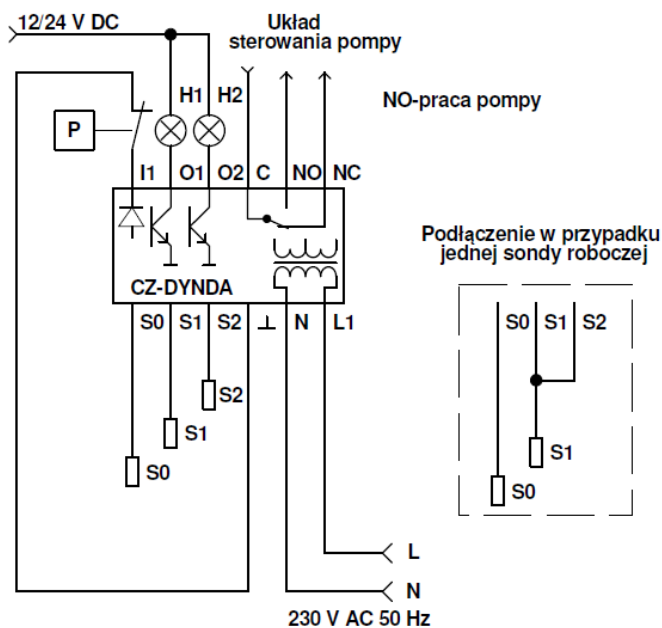 12/24 V DC
Układ
sterowania pompy
NO-praca pompy
H1 H2
P
I1 O1 O2 C NO NC
CZ-DYNDA
S0 S1 S2 ⊥ N L1
S2
S1
S0
Podłączenie w przypadku
jednej sondy roboczej
S0 S1 S2
S1
S0
L
N
230 V AC 50 Hz